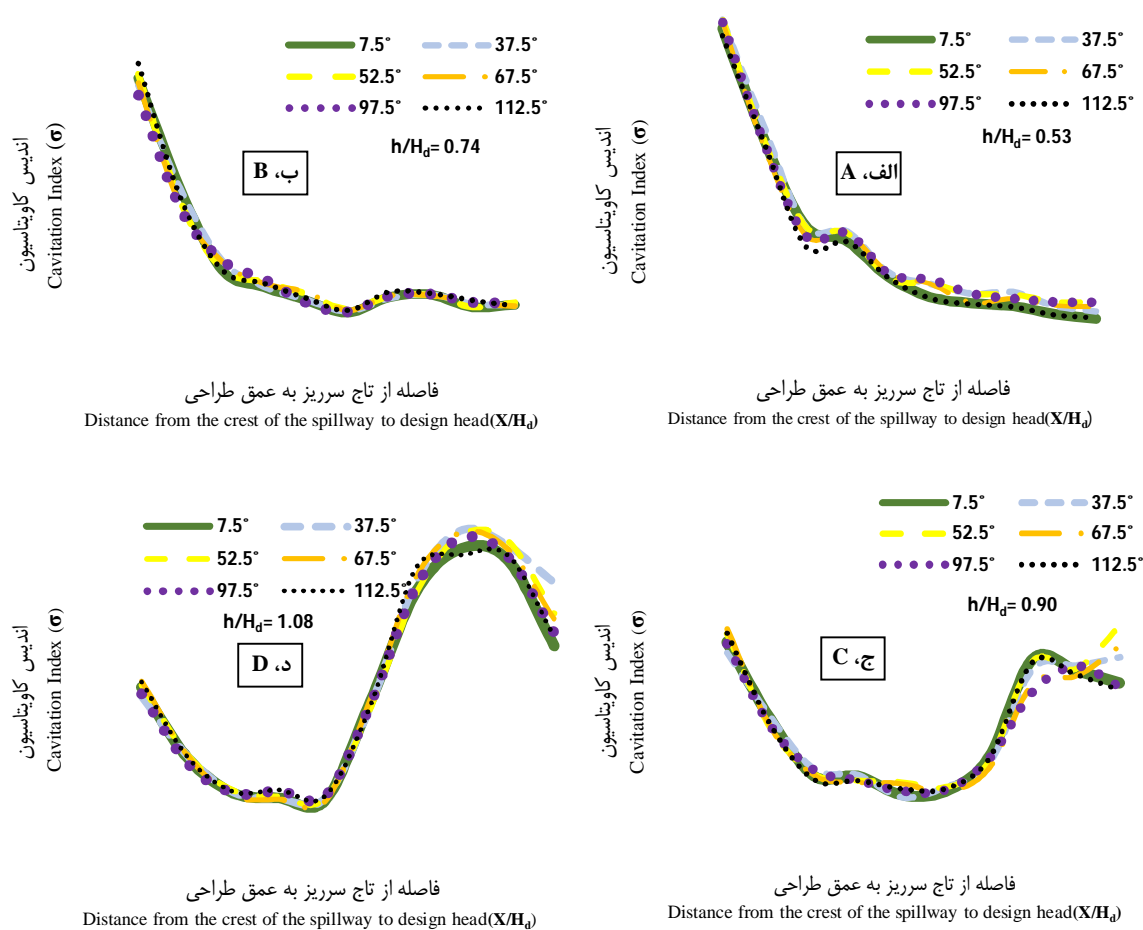 7.5° 37.5°
52.5° 67.5°
97.5° 112.5°
h/Hd= 0.53
الف، A
اندیس کاویتاسیون
Cavitation Index (σ)
فاصله از تاج سرریز به عمق طراحی
Distance from the crest of the spillway to design head(X/Hd)
7.5° 37.5°
52.5° 67.5°
97.5° 112.5°
h/Hd= 0.74
ب، B
اندیس کاویتاسیون
Cavitation Index (σ)
فاصله از تاج سرریز به عمق طراحی
Distance from the crest of the spillway to design head(X/Hd)
7.5° 37.5°
52.5° 67.5°
97.5° 112.5°
h/Hd= 0.90
ج، C
اندیس کاویتاسیون
Cavitation Index (σ)
فاصله از تاج سرریز به عمق طراحی
Distance from the crest of the spillway to design head(X/Hd)
7.5° 37.5°
52.5° 67.5°
97.5° 112.5°
h/Hd= 1.08
د، D
اندیس کاویتاسیون
Cavitation Index (σ)
فاصله از تاج سرریز به عمق طراحی
Distance from the crest of the spillway to design head(X/Hd)